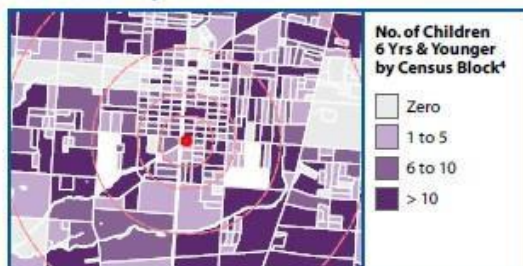 No. of Children
6 Yrs & Younger
by Census Block⁴
Zero
1 to 5
6 to 10
> 10